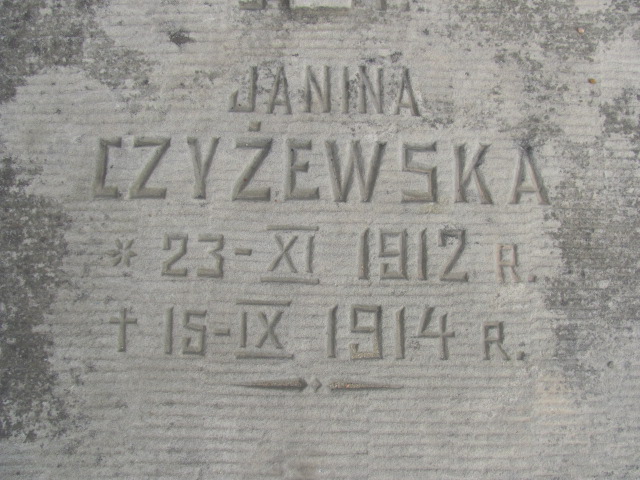 JANINA
CZYŻEWSKA
* 23-XI 1912 R.
† 15-IX 1914 R.